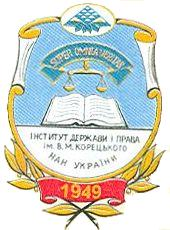 SUPER OMNIA VERITAS
ІНСТИТУТ ДЕРЖАВИ І ПРАВА
ІМ. В. М. КОРЕЦЬКОГО
НАН УКРАЇНИ
1949